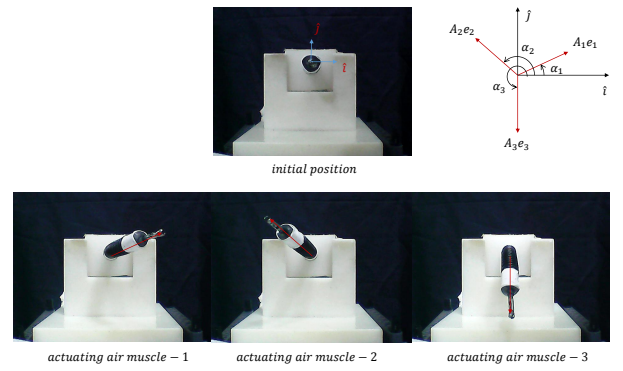 ĵ
î
ĵ
A₂e₂
α₂
A₁e₁
α₁
α₃
î
A₃e₃
initial position
actuating air muscle − 1
actuating air muscle − 2
actuating air muscle − 3